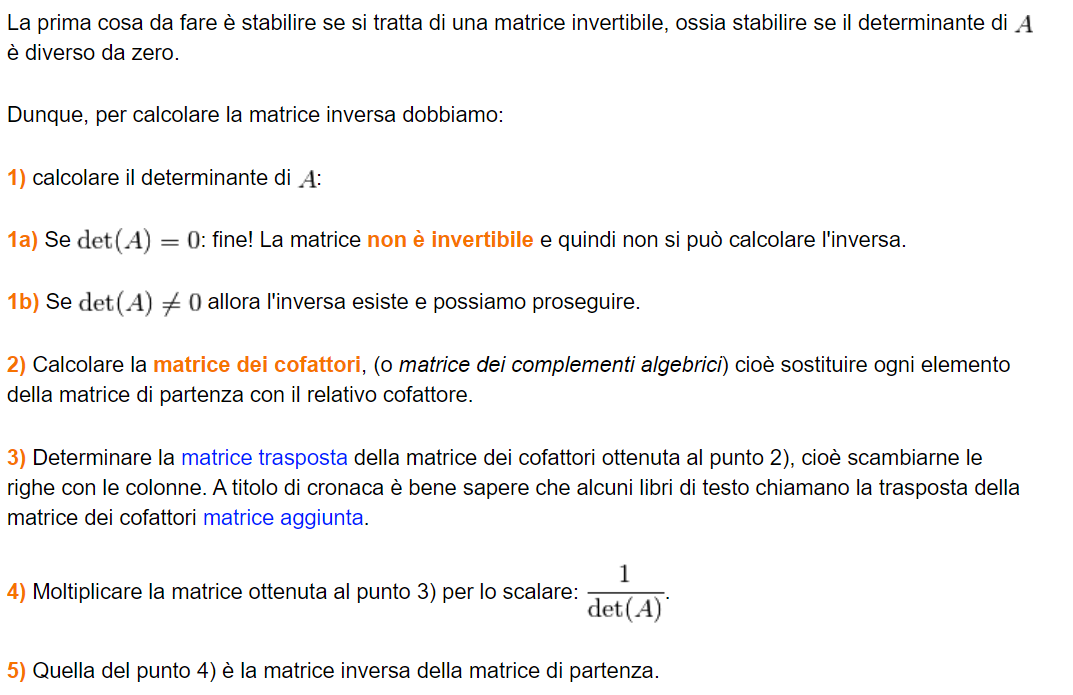 La prima cosa da fare è stabilire se si tratta di una matrice invertibile, ossia stabilire se il determinante di A
è diverso da zero.
Dunque, per calcolare la matrice inversa dobbiamo:
1) calcolare il determinante di A:
1a) Se det(A) = 0: fine! La matrice non è invertibile e quindi non si può calcolare l'inversa.
1b) Se det(A) ≠ 0 allora l'inversa esiste e possiamo proseguire.
2) Calcolare la matrice dei cofattori, (o matrice dei complementi algebrici) cioè sostituire ogni elemento
della matrice di partenza con il relativo cofattore.
3) Determinare la matrice trasposta della matrice dei cofattori ottenuta al punto 2), cioè scambiarne le
righe con le colonne. A titolo di cronaca è bene sapere che alcuni libri di testo chiamano la trasposta della
matrice dei cofattori matrice aggiunta.
4) Moltiplicare la matrice ottenuta al punto 3) per lo scalare: 1/det(A).
5) Quella del punto 4) è la matrice inversa della matrice di partenza.